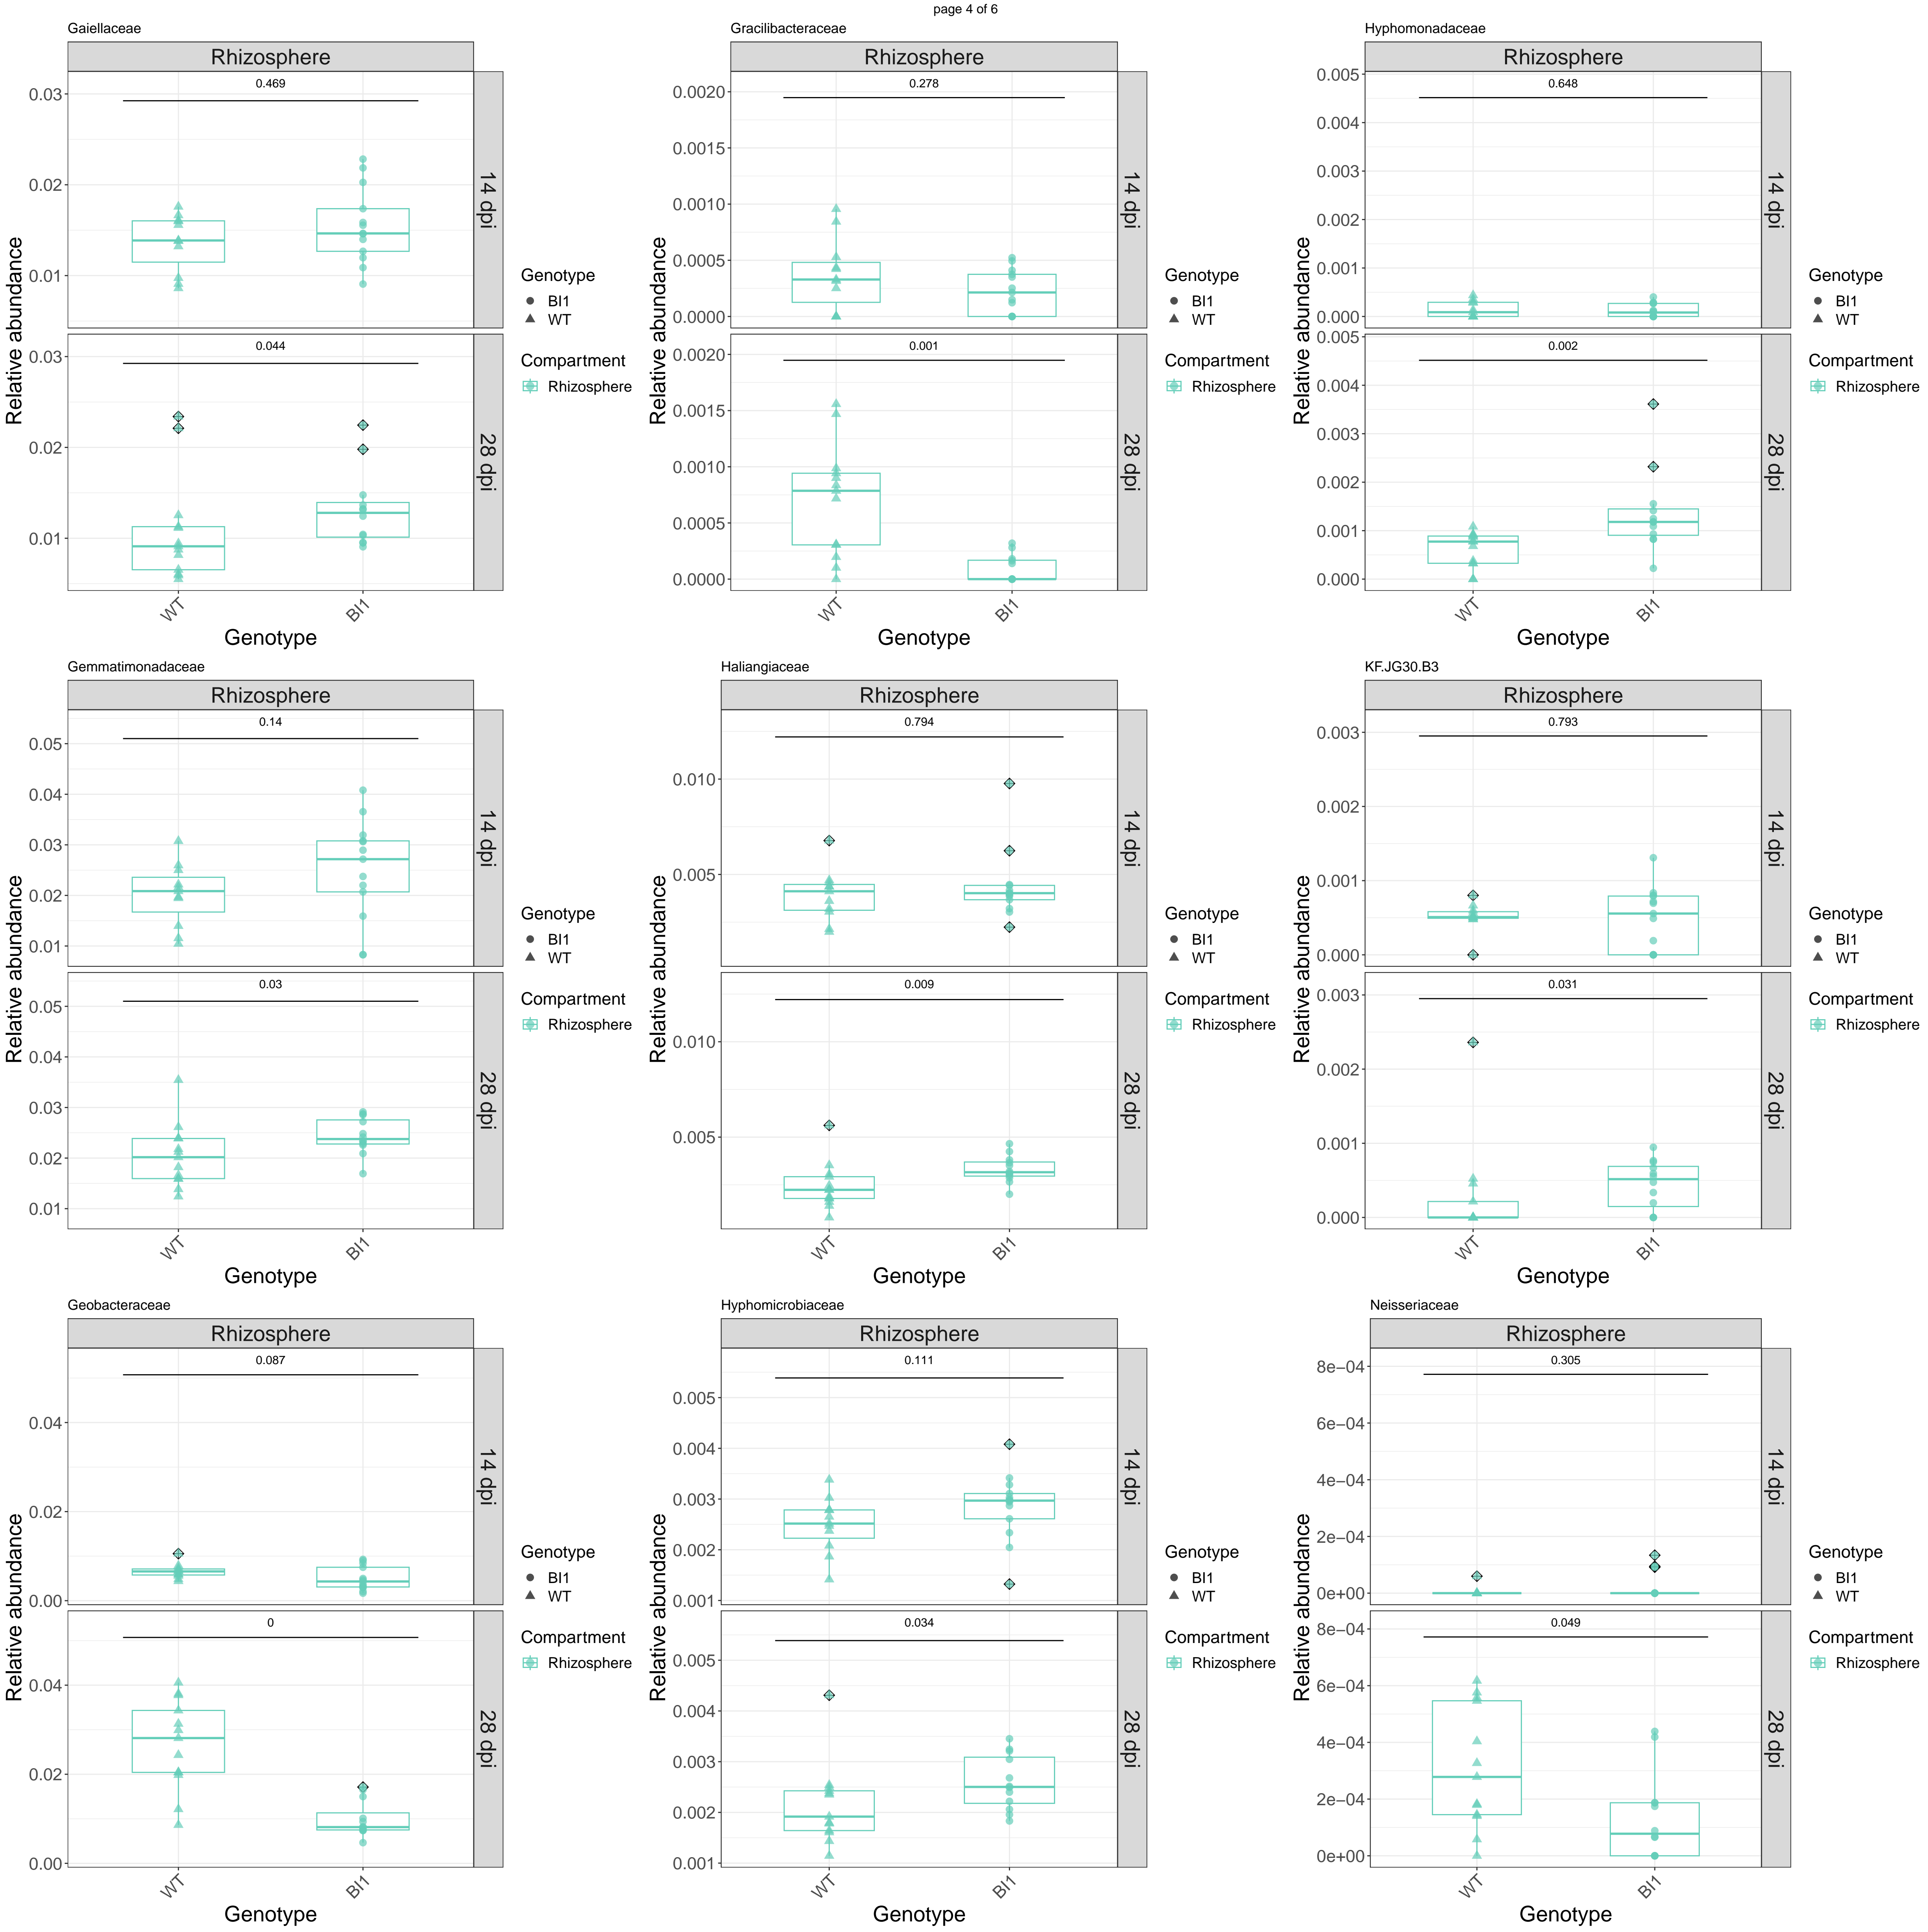 page 4 of 6
Gaiellaceae
Rhizosphere
0.469
0.03
0.02
0.01
14 dpi
0.044
0.03
0.02
0.01
28 dpi
Relative abundance
WT
BI1
Genotype
Genotype
BI1
WT
Compartment
Rhizosphere
Gracilibacteraceae
Rhizosphere
0.278
0.0020
0.0015
0.0010
0.0005
0.0000
14 dpi
0.001
0.0020
0.0015
0.0010
0.0005
0.0000
28 dpi
Relative abundance
WT
BI1
Genotype
Genotype
BI1
WT
Compartment
Rhizosphere
Hyphomonadaceae
Rhizosphere
0.648
0.005
0.004
0.003
0.002
0.001
0.000
14 dpi
0.002
0.005
0.004
0.003
0.002
0.001
0.000
28 dpi
Relative abundance
WT
BI1
Genotype
Genotype
BI1
WT
Compartment
Rhizosphere
Gemmatimonadaceae
Rhizosphere
0.14
0.05
0.04
0.03
0.02
0.01
14 dpi
0.03
0.05
0.04
0.03
0.02
0.01
28 dpi
Relative abundance
WT
BI1
Genotype
Genotype
BI1
WT
Compartment
Rhizosphere
Haliangiaceae
Rhizosphere
0.794
0.010
0.005
14 dpi
0.009
0.010
0.005
28 dpi
Relative abundance
WT
BI1
Genotype
Genotype
BI1
WT
Compartment
Rhizosphere
KF.JG30.B3
Rhizosphere
0.793
0.003
0.002
0.001
0.000
14 dpi
0.031
0.003
0.002
0.001
0.000
28 dpi
Relative abundance
WT
BI1
Genotype
Genotype
BI1
WT
Compartment
Rhizosphere
Geobacteraceae
Rhizosphere
0.087
0.04
0.02
0.00
14 dpi
0
0.04
0.02
0.00
28 dpi
Relative abundance
WT
BI1
Genotype
Genotype
BI1
WT
Compartment
Rhizosphere
Hyphomicrobiaceae
Rhizosphere
0.111
0.005
0.004
0.003
0.002
0.001
14 dpi
0.034
0.005
0.004
0.003
0.002
0.001
28 dpi
Relative abundance
WT
BI1
Genotype
Genotype
BI1
WT
Compartment
Rhizosphere
Neisseriaceae
Rhizosphere
0.305
8e−04
6e−04
4e−04
2e−04
0e+00
14 dpi
0.049
8e−04
6e−04
4e−04
2e−04
0e+00
28 dpi
Relative abundance
WT
BI1
Genotype
Genotype
BI1
WT
Compartment
Rhizosphere